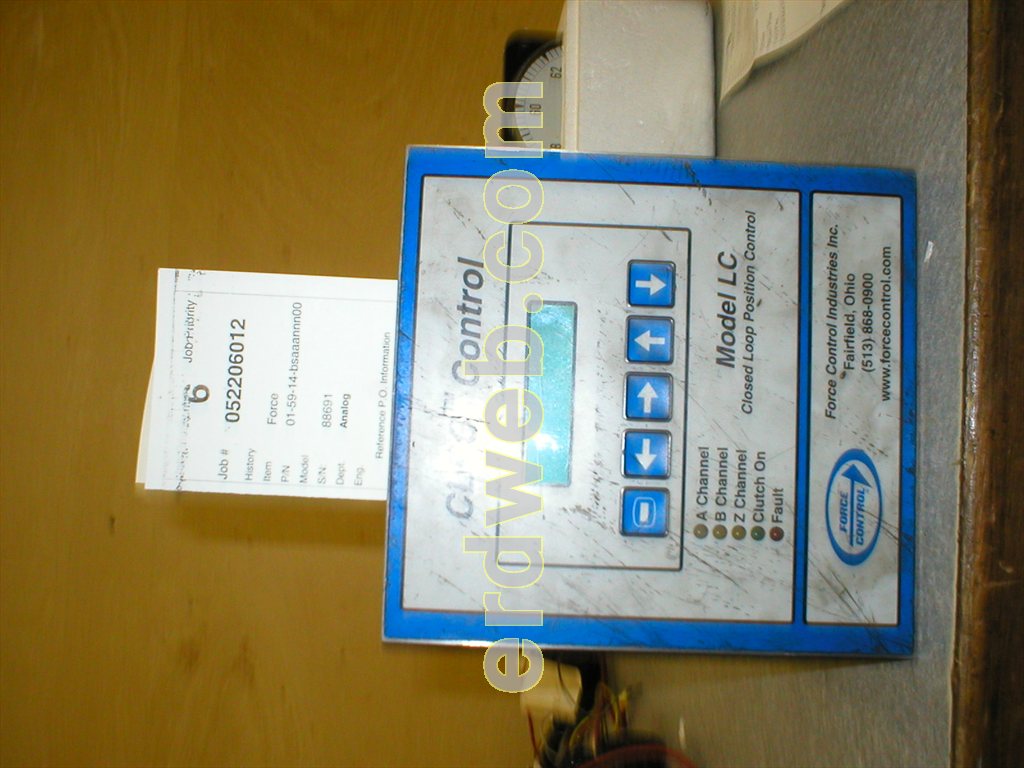 6 Job Priority
Job # 052206012
History
Item Force
P/N 01-59-14-bsaaannn00
Model
S/N: 88691
Dept Analog
Eng.
Reference P.O. Information
Control
A Channel
B Channel
Z Channel
Clutch On
Fault
Model LC
Closed Loop Position Control
FORCE
CONTROL
Force Control Industries Inc.
Fairfield, Ohio
(513) 868-0900
www.forcecontrol.com
62
60
erdweb.com